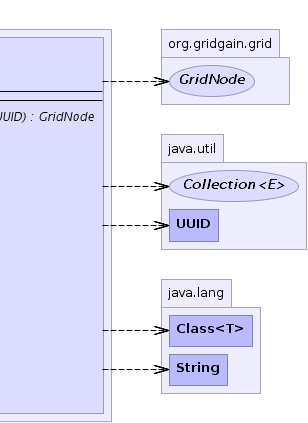 org.gridgain.grid
GridNode
UUID) : GridNode
java.util
Collection<E>
UUID
java.lang
Class<T>
String